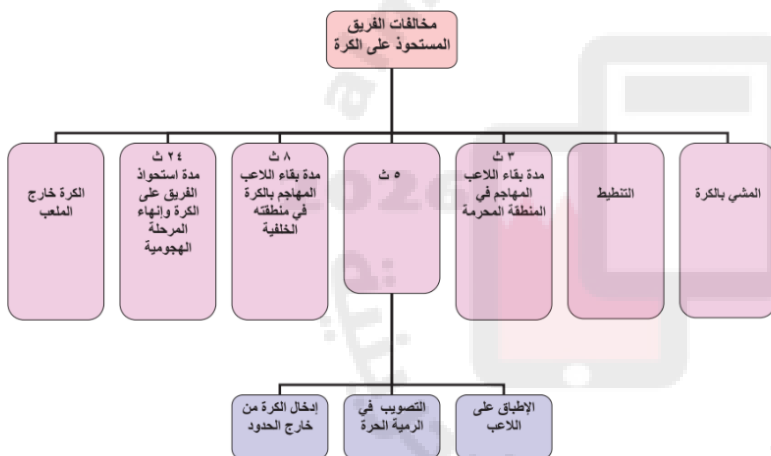 مخالفات الفريق
المستحوذ على الكرة
المشي بالكرة
التنطيط
٣ ث
مدة بقاء اللاعب
المهاجم في
المنطقة المحرمة
٥ ث
٨ ث
مدة بقاء اللاعب
المهاجم بالكرة
في منطقته
الخلفية
٢٤ ث
مدة استحواذ
الفريق على
الكرة وإنهاء
المرحلة
الهجومية
الكرة خارج
الملعب
الإطباق على
اللاعب
التصويب في
الرمية الحرة
إدخال الكرة من
خارج الحدود
2026